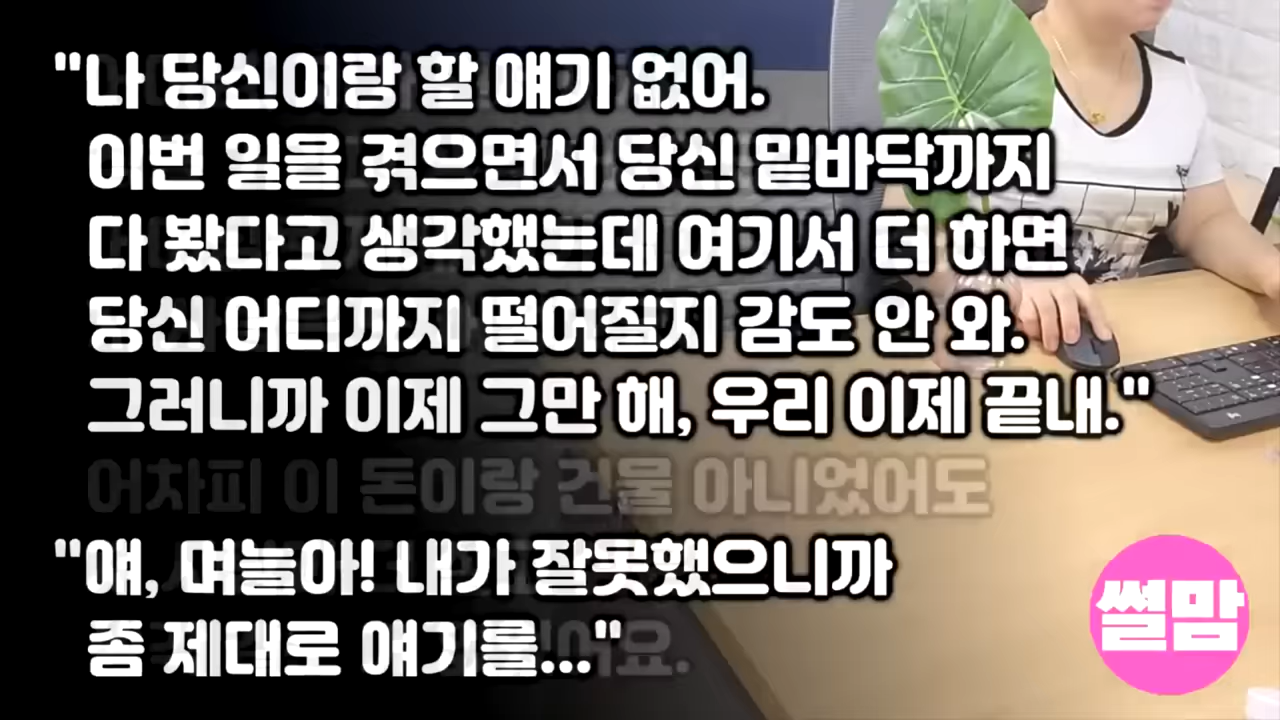 "나 당신이랑 할 얘기 없어.
이번 일을 겪으면서 당신 밑바닥까지
다 봤다고 생각했는데 여기서 더 하면
당신 어디까지 떨어질지 감도 안 와.
그러니까 이제 그만 해, 우리 이제 끝내."
어차피 이 돈이랑 건물 아니었어도
"얘, 며늘아! 내가 잘못했으니까
좀 제대로 얘기를..."
썰맘